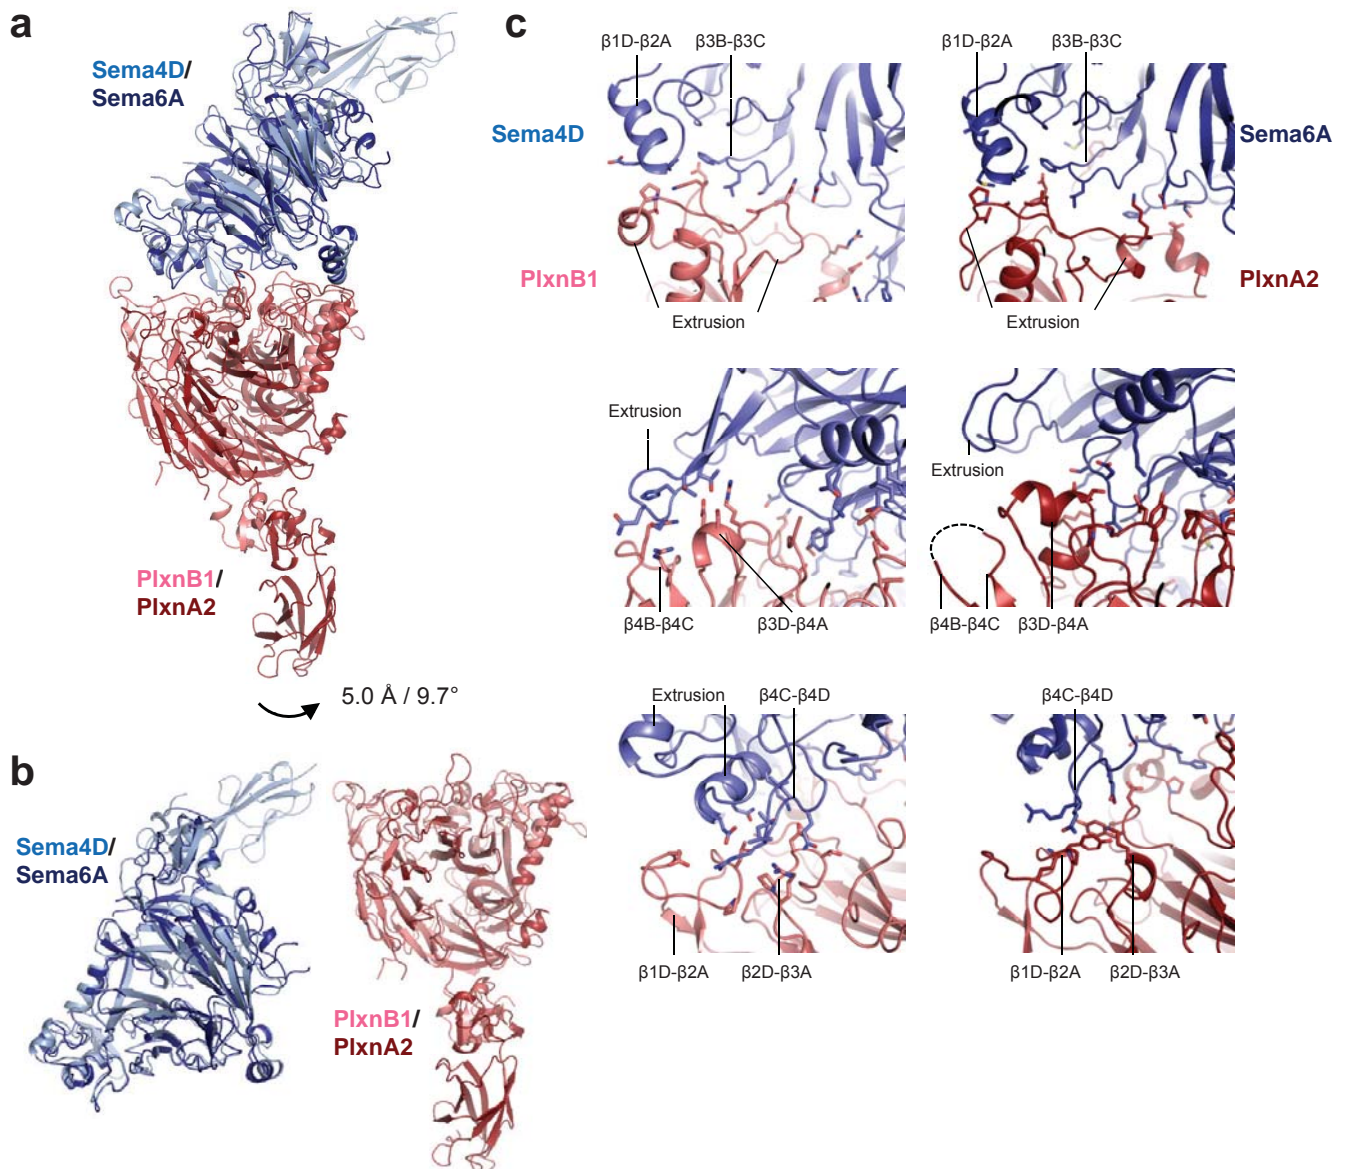 a
Sema4D/
Sema6A
PlxnB1/
PlxnA2
5.0 Å / 9.7°
b
Sema4D/
Sema6A
PlxnB1/
PlxnA2
c
β1D-β2A β3B-β3C
Sema4D
PlxnB1
Extrusion
β1D-β2A β3B-β3C
Sema6A
PlxnA2
Extrusion
Extrusion
β4B-β4C β3D-β4A
Extrusion
β4B-β4C β3D-β4A
Extrusion β4C-β4D
β1D-β2A β2D-β3A
β4C-β4D
β1D-β2A β2D-β3A